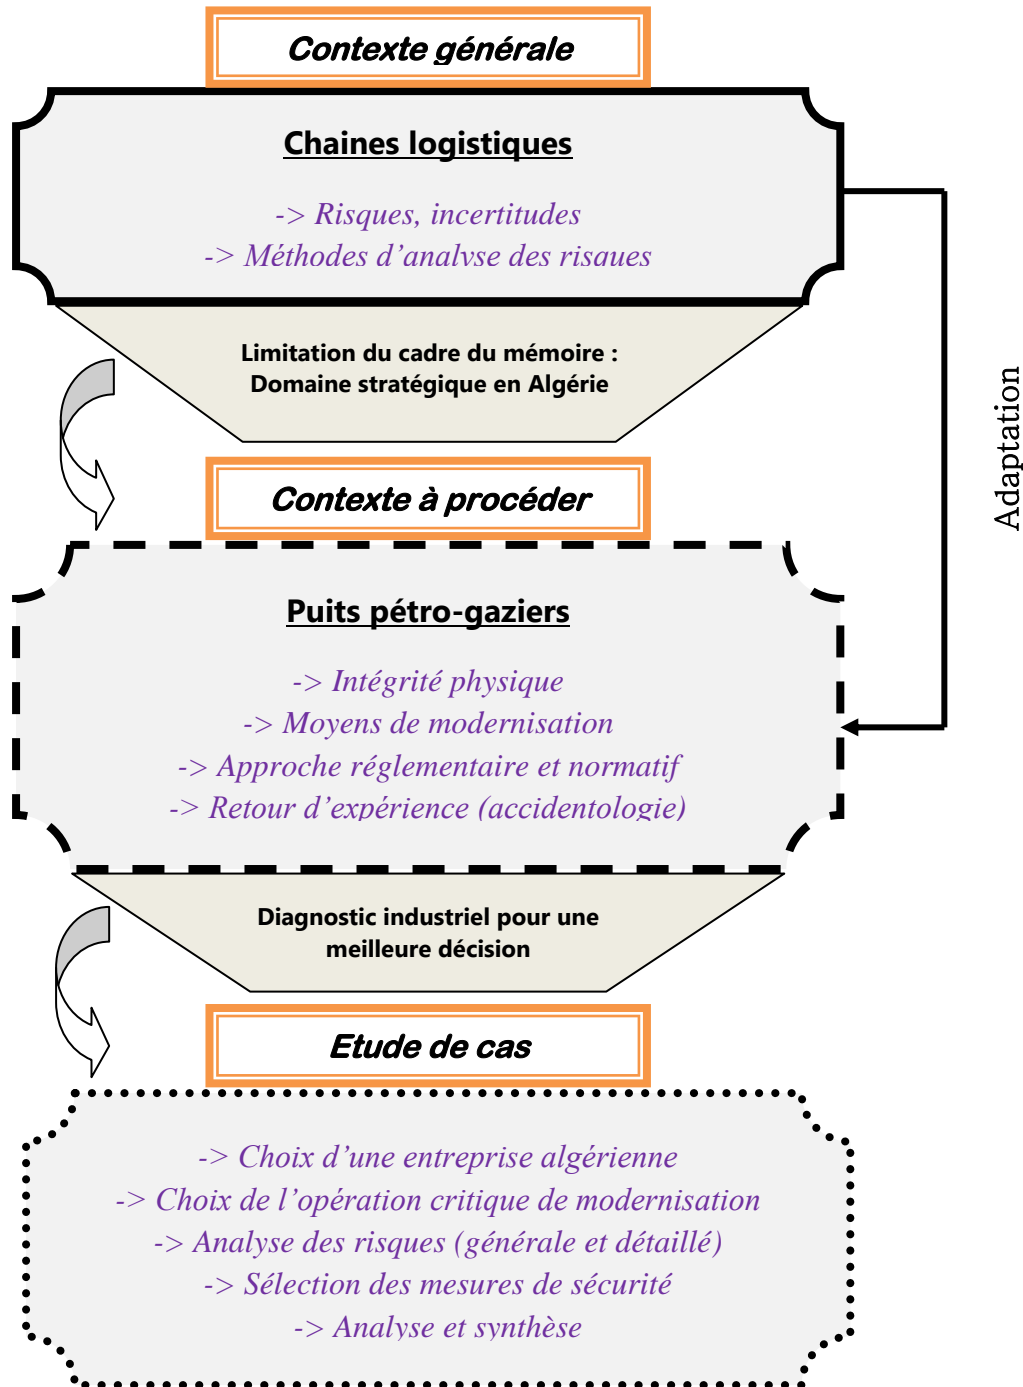 Contexte générale
Chaines logistiques
-> Risques, incertitudes
-> Méthodes d’analyse des risques
Limitation du cadre du mémoire :
Domaine stratégique en Algérie
Adaptation
Contexte à procéder
Puits pétro-gaziers
-> Intégrité physique
-> Moyens de modernisation
-> Approche réglementaire et normatif
-> Retour d’expérience (accidentologie)
Diagnostic industriel pour une
meilleure décision
Etude de cas
-> Choix d’une entreprise algérienne
-> Choix de l’opération critique de modernisation
-> Analyse des risques (générale et détaillé)
-> Sélection des mesures de sécurité
-> Analyse et synthèse